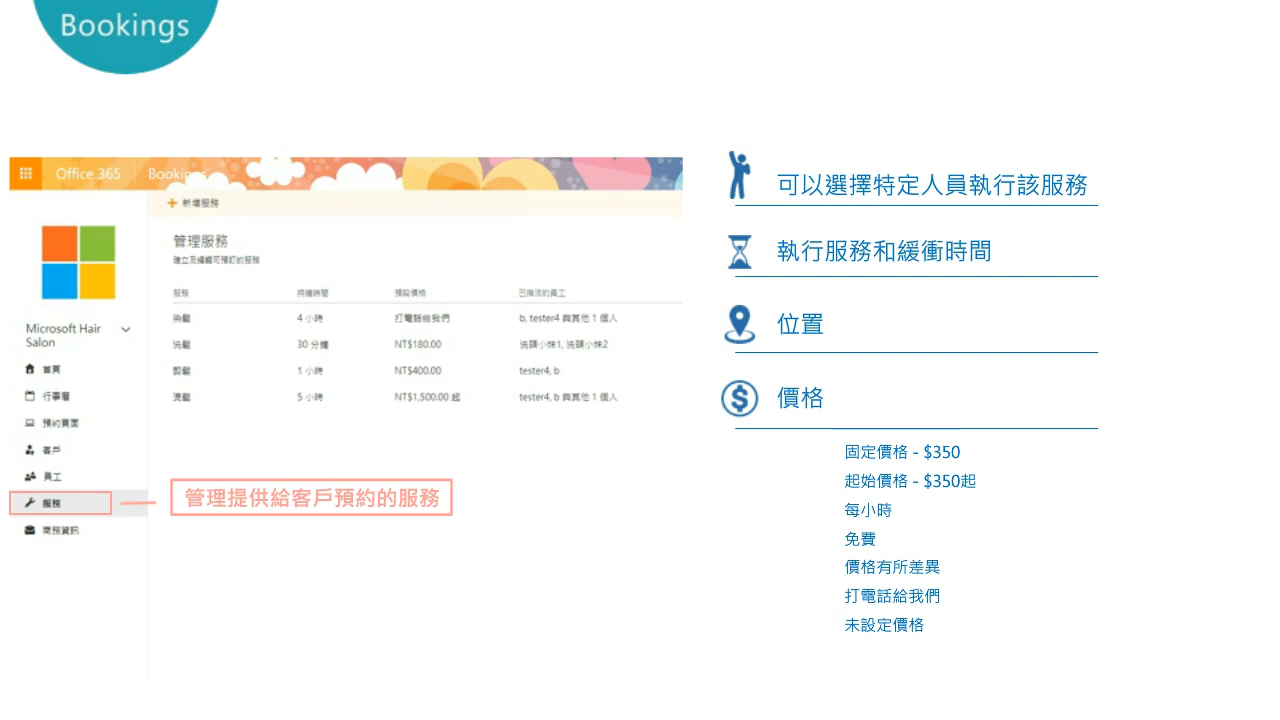 Bookings
Office 365 Bookings
新增服務
管理服務
建立及編輯可預訂的服務
服務 持續時間 預設價格 已指派的員工
染髮 4 小時 打電話給我們 b, tester4 與其他 1 個人
洗髮 30 分鐘 NT$180.00 洗頭小妹1, 洗頭小妹2
剪髮 1 小時 NT$400.00 tester4, b
燙髮 5 小時 NT$1,500.00 起 tester4, b 與其他 1 個人
Microsoft Hair
Salon
首頁
行事曆
預約頁面
客戶
員工
服務
商務資訊
管理提供給客戶預約的服務
可以選擇特定人員執行該服務
執行服務和緩衝時間
位置
價格
固定價格 - $350
起始價格 - $350起
每小時
免費
價格有所差異
打電話給我們
未設定價格